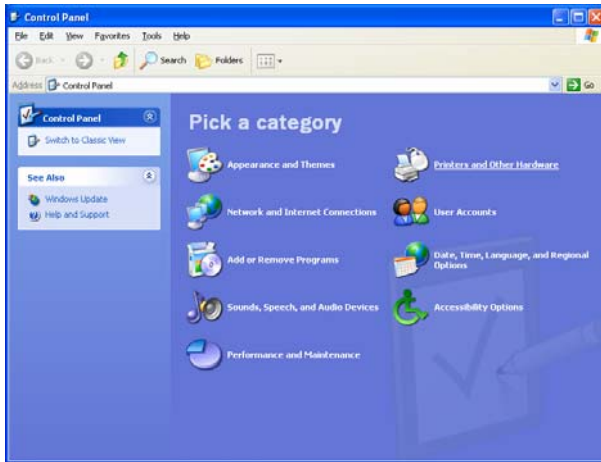 Control Panel
File Edit View Favorites Tools Help
Back Search Folders
Address Control Panel Go
Control Panel
Switch to Classic View
See Also
Windows Update
Help and Support
Pick a category
Appearance and Themes
Printers and Other Hardware
Network and Internet Connections
User Accounts
Add or Remove Programs
Date, Time, Language, and Regional
Options
Sounds, Speech, and Audio Devices
Accessibility Options
Performance and Maintenance